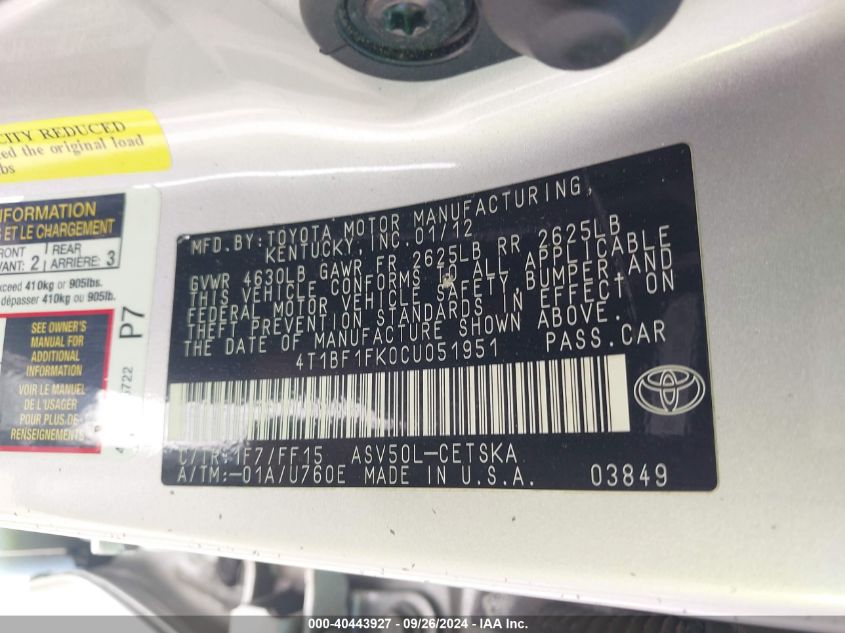 CITY REDUCED
the original load
lbs
INFORMATION
ET LE CHARGEMENT
FRONT
AVANT: 2
REAR
ARRIÈRE: 3
exceed 410kg or 905lbs.
dépasser 410kg ou 905lb.
SEE OWNER'S
MANUAL FOR
ADDITIONAL
INFORMATION
VOIR LE MANUEL
DE L'USAGER
POUR PLUS DE
RENSEIGNEMENTS
P7
MFD. BY: TOYOTA MOTOR MANUFACTURING,
KENTUCKY, INC. 01/12
GVWR 4630LB GAWR FR 2625LB RR 2625LB
THIS VEHICLE CONFORMS TO ALL APPLICABLE
FEDERAL MOTOR VEHICLE SAFETY, BUMPER, AND
THEFT PREVENTION STANDARDS IN EFFECT ON
THE DATE OF MANUFACTURE SHOWN ABOVE.
4T1BF1FK0CU051951 PASS.CAR
C/TR: 1F7/FF15 ASV50L-CETSKA
A/TM: -01A/U760E MADE IN U.S.A. 03849
000-40443927 - 09/26/2024 - IAA Inc.